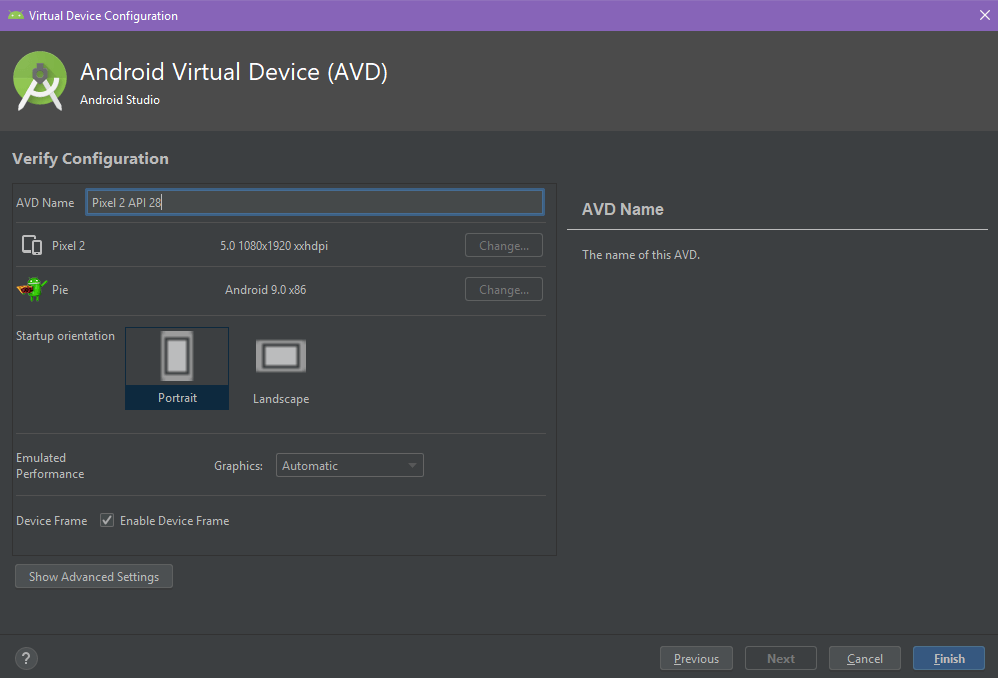 Virtual Device Configuration
Android Virtual Device (AVD)
Android Studio
Verify Configuration
AVD Name Pixel 2 API 28
Pixel 2 5.0 1080x1920 xxhdpi Change...
Pie Android 9.0 x86 Change...
Startup orientation
Portrait
Landscape
Emulated
Performance
Graphics: Automatic
Device Frame Enable Device Frame
Show Advanced Settings
AVD Name
The name of this AVD.
?
Previous Next Cancel Finish